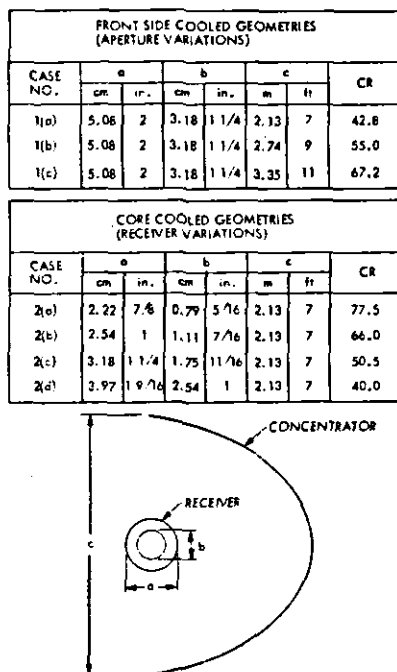 FRONT SIDE COOLED GEOMETRIES
(APERTURE VARIATIONS)
CASE NO. a b c CR
cm in. cm in. m ft
1(a) 5.08 2 3.18 1 1/4 2.13 7 42.8
1(b) 5.08 2 3.18 1 1/4 2.74 9 55.0
1(c) 5.08 2 3.18 1 1/4 3.35 11 67.2
CORE COOLED GEOMETRIES
(RECEIVER VARIATIONS)
CASE NO. a b c CR
cm in. cm in. m ft
2(a) 2.22 7/8 0.79 5/16 2.13 7 77.5
2(b) 2.54 1 1.11 7/16 2.13 7 66.0
2(c) 3.18 1 1/4 1.75 11/16 2.13 7 50.5
2(d) 3.97 1 9/16 2.54 1 2.13 7 40.0
CONCENTRATOR
RECEIVER
c
b
a